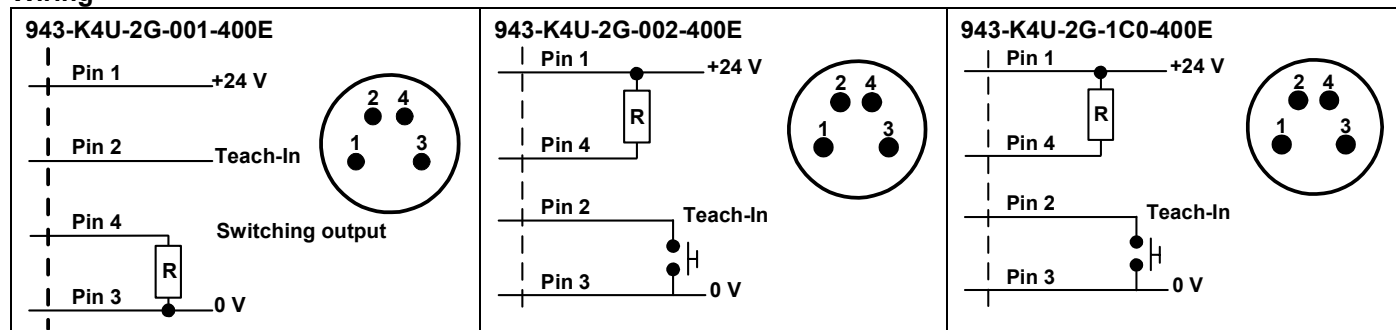 943-K4U-2G-001-400E
Pin 1
+24 V
2 4
1 3
Pin 2
Teach-In
Pin 4
Switching output
R
Pin 3
0 V
943-K4U-2G-002-400E
Pin 1
+24 V
R
2 4
1 3
Pin 4
Pin 2
Teach-In
Pin 3
0 V
943-K4U-2G-1C0-400E
Pin 1
+24 V
R
2 4
1 3
Pin 4
Pin 2
Teach-In
Pin 3
0 V